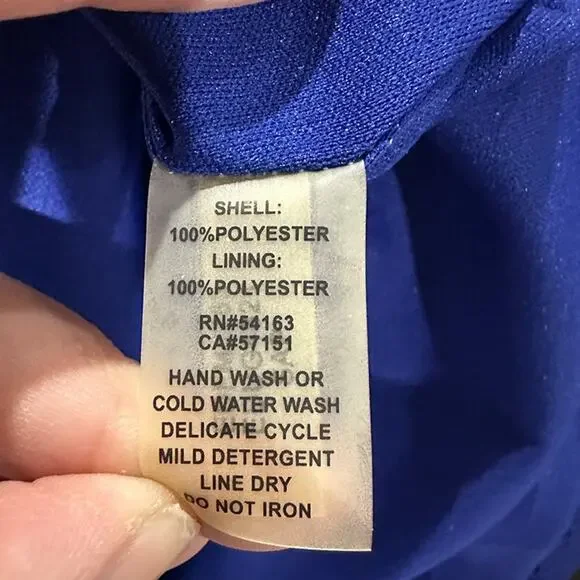 SHELL:
100%POLYESTER
LINING:
100%POLYESTER
RN#54163
CA#57151
HAND WASH OR
COLD WATER WASH
DELICATE CYCLE
MILD DETERGENT
LINE DRY
DO NOT IRON